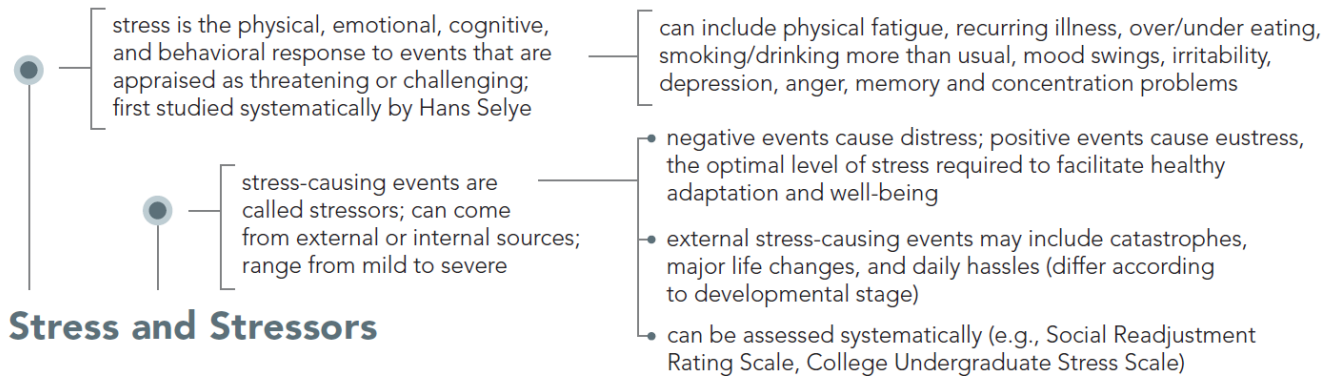 stress is the physical, emotional, cognitive,
and behavioral response to events that are
appraised as threatening or challenging;
first studied systematically by Hans Selye
can include physical fatigue, recurring illness, over/under eating,
smoking/drinking more than usual, mood swings, irritability,
depression, anger, memory and concentration problems
stress-causing events are
called stressors; can come
from external or internal sources;
range from mild to severe
negative events cause distress; positive events cause eustress,
the optimal level of stress required to facilitate healthy
adaptation and well-being
external stress-causing events may include catastrophes,
major life changes, and daily hassles (differ according
to developmental stage)
can be assessed systematically (e.g., Social Readjustment
Rating Scale, College Undergraduate Stress Scale)
Stress and Stressors